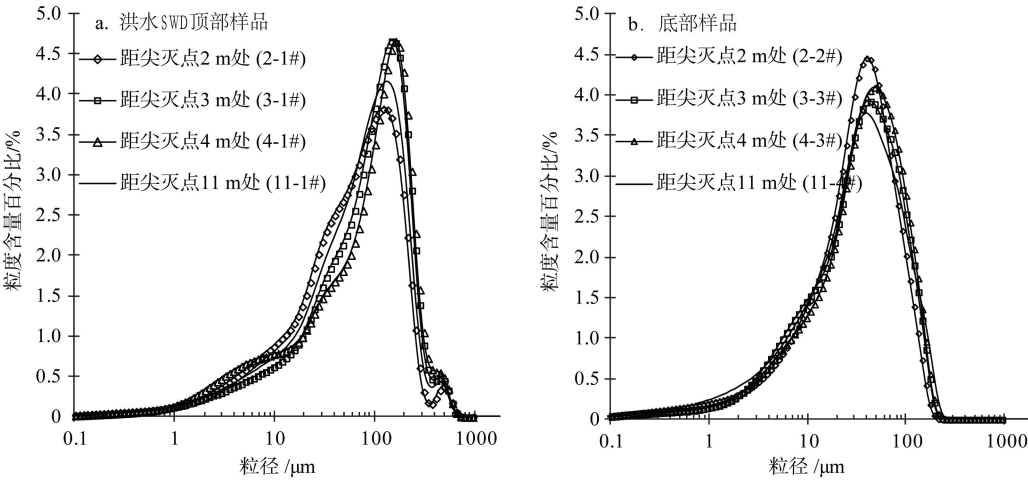 a. 洪水SWD顶部样品
距尖灭点2 m处 (2-1#)
距尖灭点3 m处 (3-1#)
距尖灭点4 m处 (4-1#)
距尖灭点11 m处 (11-1#)
粒度含量百分比/%
5.0
4.5
4.0
3.5
3.0
2.5
2.0
1.5
1.0
0.5
0
0.1 1 10 100 1000
粒径 /μm
b. 底部样品
距尖灭点2 m处 (2-2#)
距尖灭点3 m处 (3-3#)
距尖灭点4 m处 (4-3#)
距尖灭点11 m处 (11-4#)
粒度含量百分比/%
5.0
4.5
4.0
3.5
3.0
2.5
2.0
1.5
1.0
0.5
0
0.1 1 10 100 1000
粒径 /μm